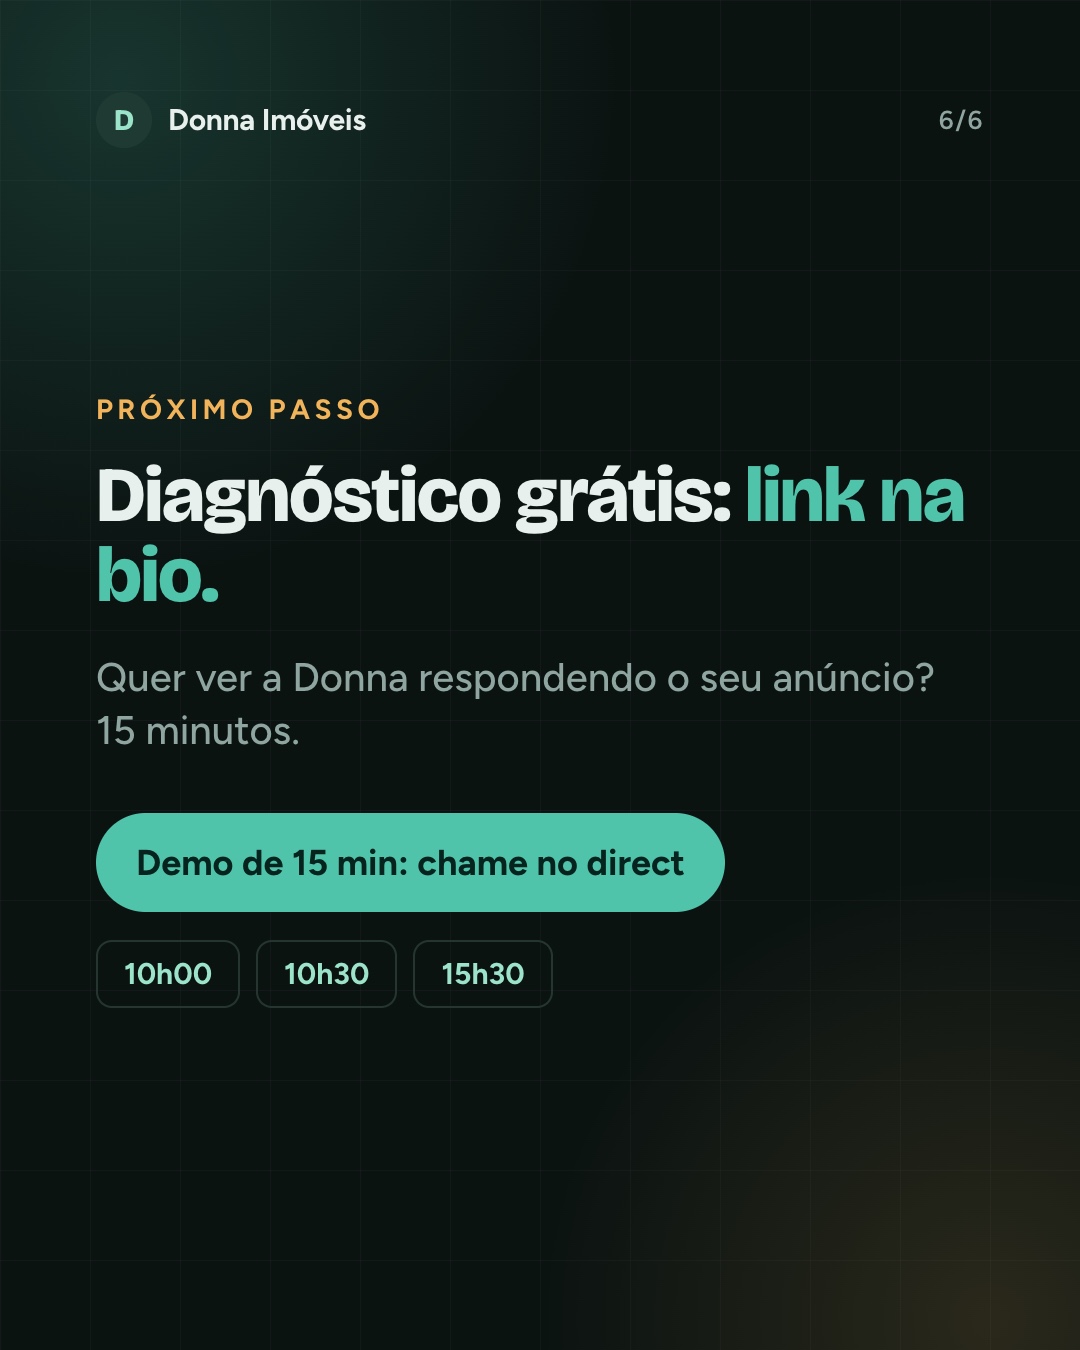 D Donna Imóveis 6/6
PRÓXIMO PASSO
Diagnóstico grátis: link na
bio.
Quer ver a Donna respondendo o seu anúncio?
15 minutos.
Demo de 15 min: chame no direct
10h00 10h30 15h30